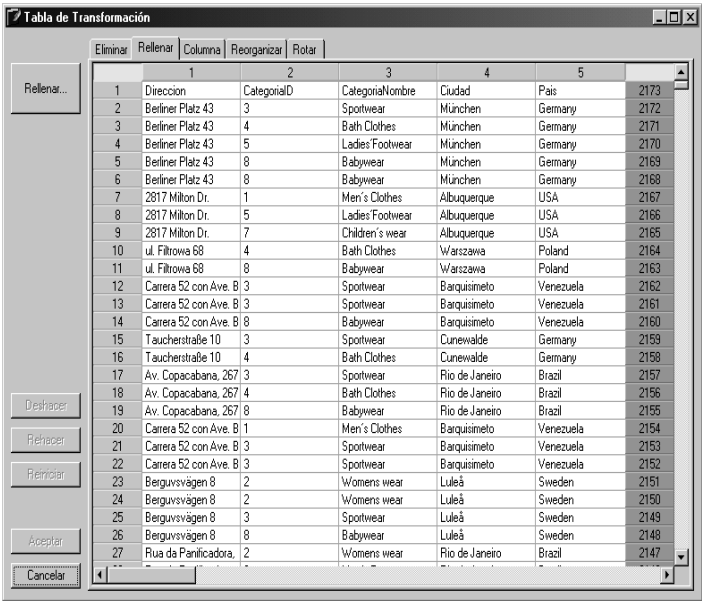 Tabla de Transformación
Eliminar Rellenar Columna Reorganizar Rotar
Rellenar...
1 2 3 4 5
1 Direccion CategoriaID CategoriaNombre Ciudad Pais 2173
2 Berliner Platz 43 3 Sportwear München Germany 2172
3 Berliner Platz 43 4 Bath Clothes München Germany 2171
4 Berliner Platz 43 5 Ladies´Footwear München Germany 2170
5 Berliner Platz 43 8 Babywear München Germany 2169
6 Berliner Platz 43 8 Babywear München Germany 2168
7 2817 Milton Dr. 1 Men´s Clothes Albuquerque USA 2167
8 2817 Milton Dr. 5 Ladies´Footwear Albuquerque USA 2166
9 2817 Milton Dr. 7 Children´s wear Albuquerque USA 2165
10 ul. Filtrowa 68 4 Bath Clothes Warszawa Poland 2164
11 ul. Filtrowa 68 8 Babywear Warszawa Poland 2163
12 Carrera 52 con Ave. B 3 Sportwear Barquisimeto Venezuela 2162
13 Carrera 52 con Ave. B 3 Sportwear Barquisimeto Venezuela 2161
14 Carrera 52 con Ave. B 8 Babywear Barquisimeto Venezuela 2160
15 Taucherstraße 10 3 Sportwear Cunewalde Germany 2159
16 Taucherstraße 10 4 Bath Clothes Cunewalde Germany 2158
17 Av. Copacabana, 267 3 Sportwear Rio de Janeiro Brazil 2157
18 Av. Copacabana, 267 4 Bath Clothes Rio de Janeiro Brazil 2156
19 Av. Copacabana, 267 8 Babywear Rio de Janeiro Brazil 2155
20 Carrera 52 con Ave. B 1 Men´s Clothes Barquisimeto Venezuela 2154
21 Carrera 52 con Ave. B 3 Sportwear Barquisimeto Venezuela 2153
22 Carrera 52 con Ave. B 3 Sportwear Barquisimeto Venezuela 2152
23 Berguvsvägen 8 2 Womens wear Luleå Sweden 2151
24 Berguvsvägen 8 2 Womens wear Luleå Sweden 2150
25 Berguvsvägen 8 3 Sportwear Luleå Sweden 2149
26 Berguvsvägen 8 8 Babywear Luleå Sweden 2148
27 Rua da Panificadora, 2 Womens wear Rio de Janeiro Brazil 2147
Deshacer
Rehacer
Reiniciar
Aceptar
Cancelar